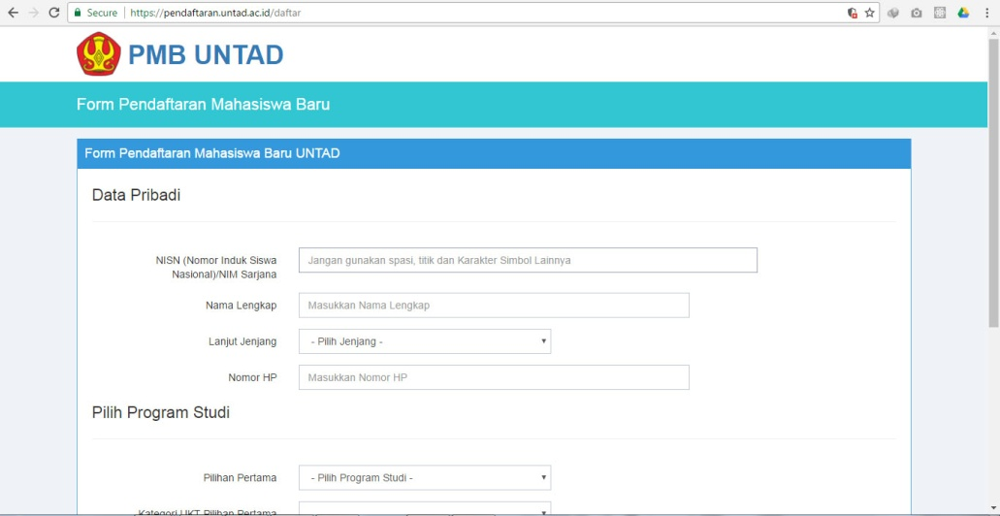 Secure | https://pendaftaran.untad.ac.id/daftar
PMB UNTAD
Form Pendaftaran Mahasiswa Baru
Form Pendaftaran Mahasiswa Baru UNTAD
Data Pribadi
NISN (Nomor Induk Siswa
Nasional)/NIM Sarjana
Jangan gunakan spasi, titik dan Karakter Simbol Lainnya
Nama Lengkap
Masukkan Nama Lengkap
Lanjut Jenjang
- Pilih Jenjang -
Nomor HP
Masukkan Nomor HP
Pilih Program Studi
Pilihan Pertama
- Pilih Program Studi -
Kategori UKT Pilihan Pertama